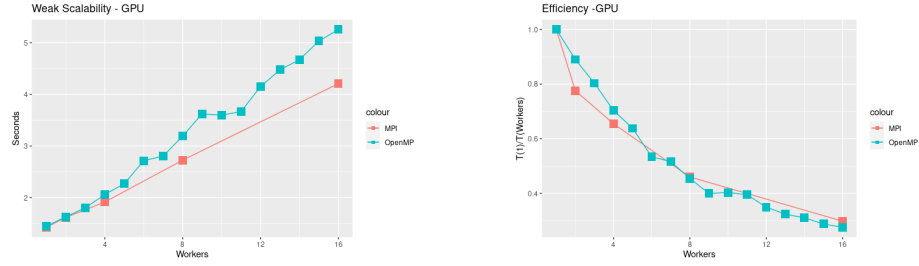 Weak Scalability - GPU
5
4
3
2
Seconds
4 8 12 16
Workers
colour
MPI
OpenMP
Efficiency -GPU
1.0
0.8
0.6
0.4
T(1)/T(Workers)
4 8 12 16
Workers
colour
MPI
OpenMP